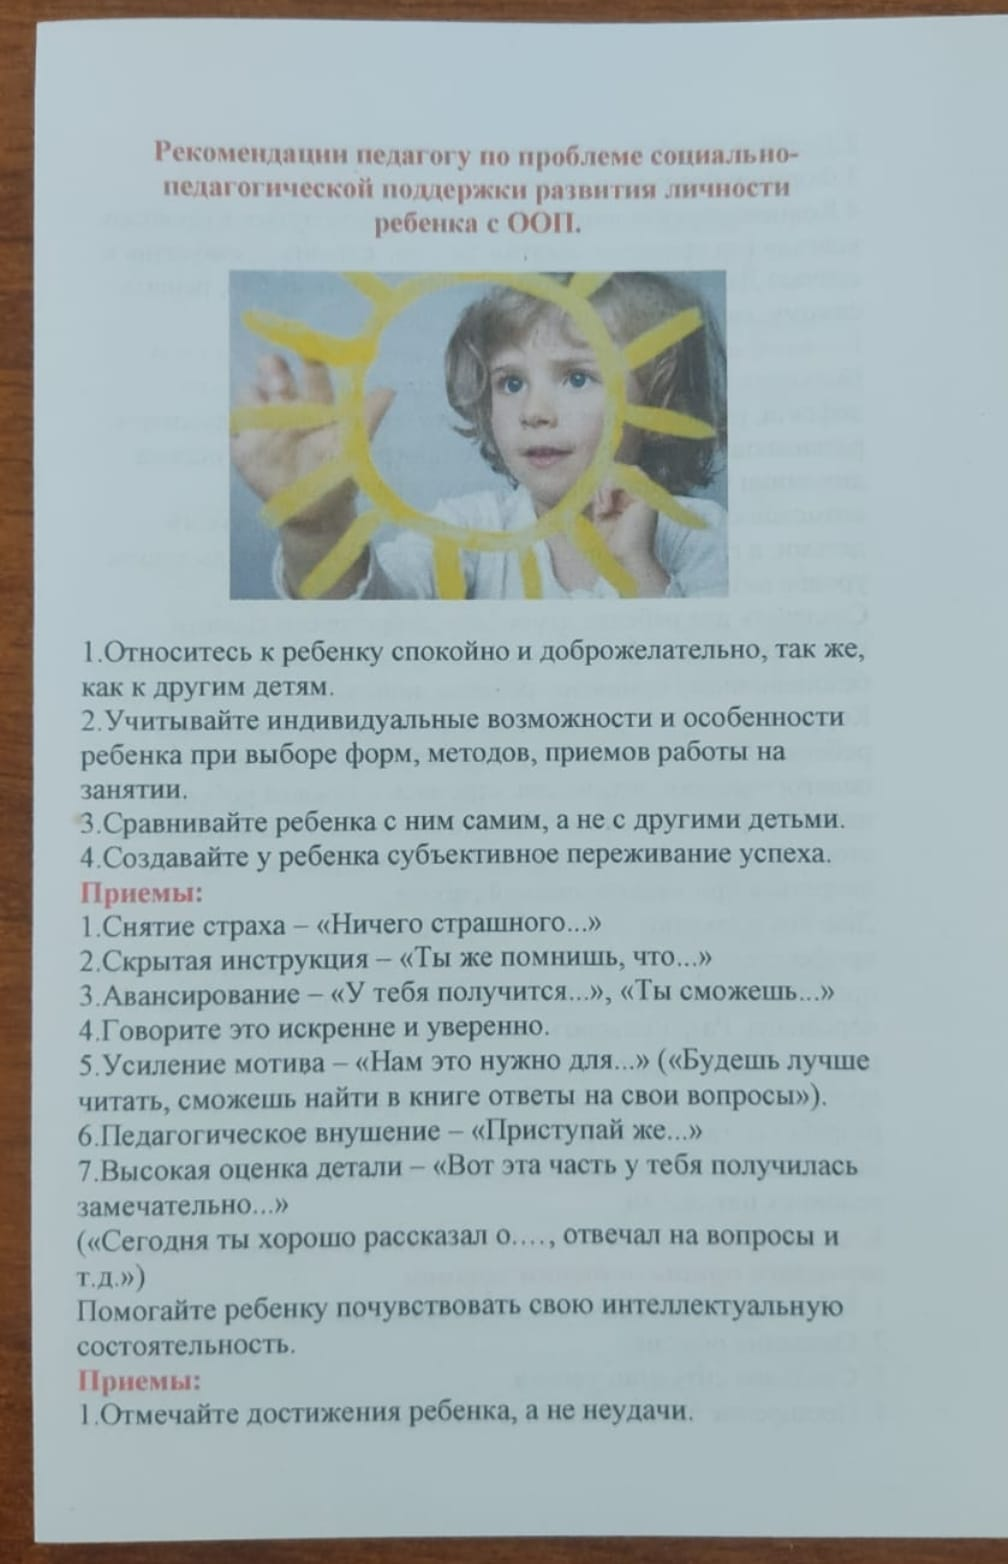 Рекомендации педагогу по проблеме социально-
педагогической поддержки развития личности
ребенка с ООП.
1.Относитесь к ребенку спокойно и доброжелательно, так же,
как к другим детям.
2.Учитывайте индивидуальные возможности и особенности
ребенка при выборе форм, методов, приемов работы на
занятии.
3.Сравнивайте ребенка с ним самим, а не с другими детьми.
4.Создавайте у ребенка субъективное переживание успеха.
Приемы:
1.Снятие страха – «Ничего страшного...»
2.Скрытая инструкция – «Ты же помнишь, что...»
3.Авансирование – «У тебя получится...», «Ты сможешь...»
4.Говорите это искренне и уверенно.
5.Усиление мотива – «Нам это нужно для...» («Будешь лучше
читать, сможешь найти в книге ответы на свои вопросы»).
6.Педагогическое внушение – «Приступай же...»
7.Высокая оценка детали – «Вот эта часть у тебя получилась
замечательно...»
(«Сегодня ты хорошо рассказал о...., отвечал на вопросы и
т.д.»)
Помогайте ребенку почувствовать свою интеллектуальную
состоятельность.
Приемы:
1.Отмечайте достижения ребенка, а не неудачи.